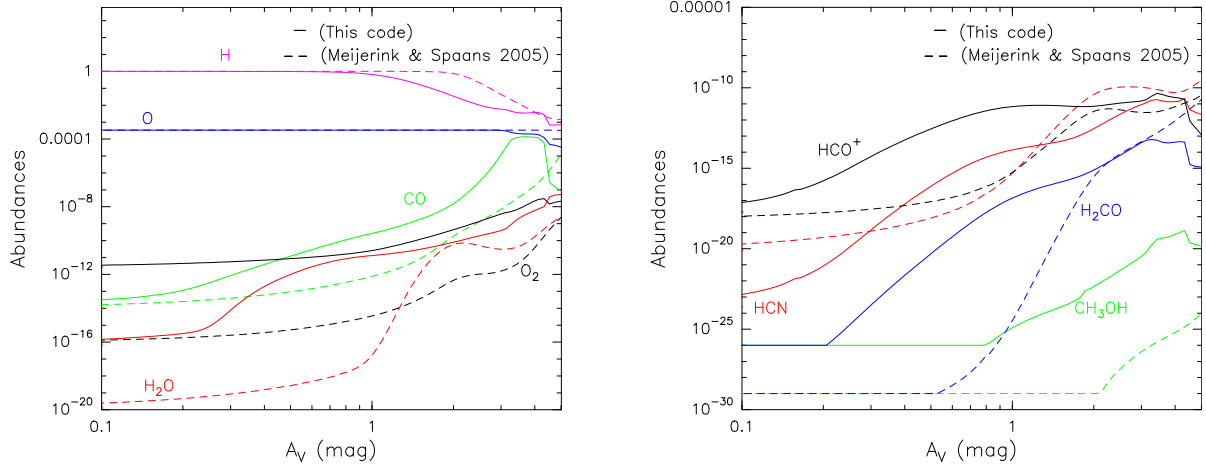 (This code)
(Meijerink & Spaans 2005)
H
O
CO
O₂
H₂O
1
0.0001
10⁻⁸
10⁻¹²
10⁻¹⁶
10⁻²⁰
Abundances
0.1
1
A_V (mag)
(This code)
(Meijerink & Spaans 2005)
HCO⁺
H₂CO
HCN
CH₃OH
0.00001
10⁻¹⁰
10⁻¹⁵
10⁻²⁰
10⁻²⁵
10⁻³⁰
Abundances
0.1
1
A_V (mag)